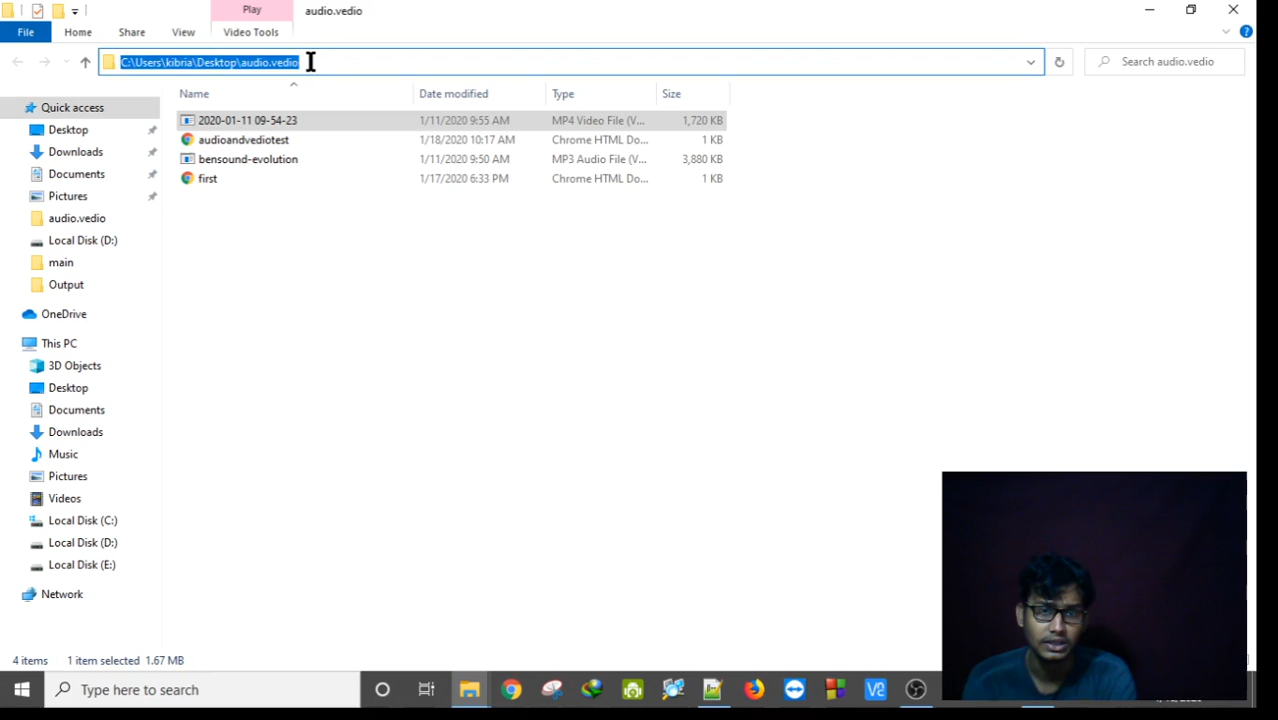 Play audio.vedio
File Home Share View Video Tools
C:\Users\kibria\Desktop\audio.vedio Search audio.vedio
Name Date modified Type Size
Quick access
Desktop
Downloads
Documents
Pictures
audio.vedio
Local Disk (D:)
main
Output
OneDrive
This PC
3D Objects
Desktop
Documents
Downloads
Music
Pictures
Videos
Local Disk (C:)
Local Disk (D:)
Local Disk (E:)
Network
2020-01-11 09-54-23 1/11/2020 9:55 AM MP4 Video File (V... 1,720 KB
audioandvediotest 1/18/2020 10:17 AM Chrome HTML Do... 1 KB
bensound-evolution 1/11/2020 9:50 AM MP3 Audio File (V... 3,880 KB
first 1/17/2020 6:33 PM Chrome HTML Do... 1 KB
4 items 1 item selected 1.67 MB
Type here to search